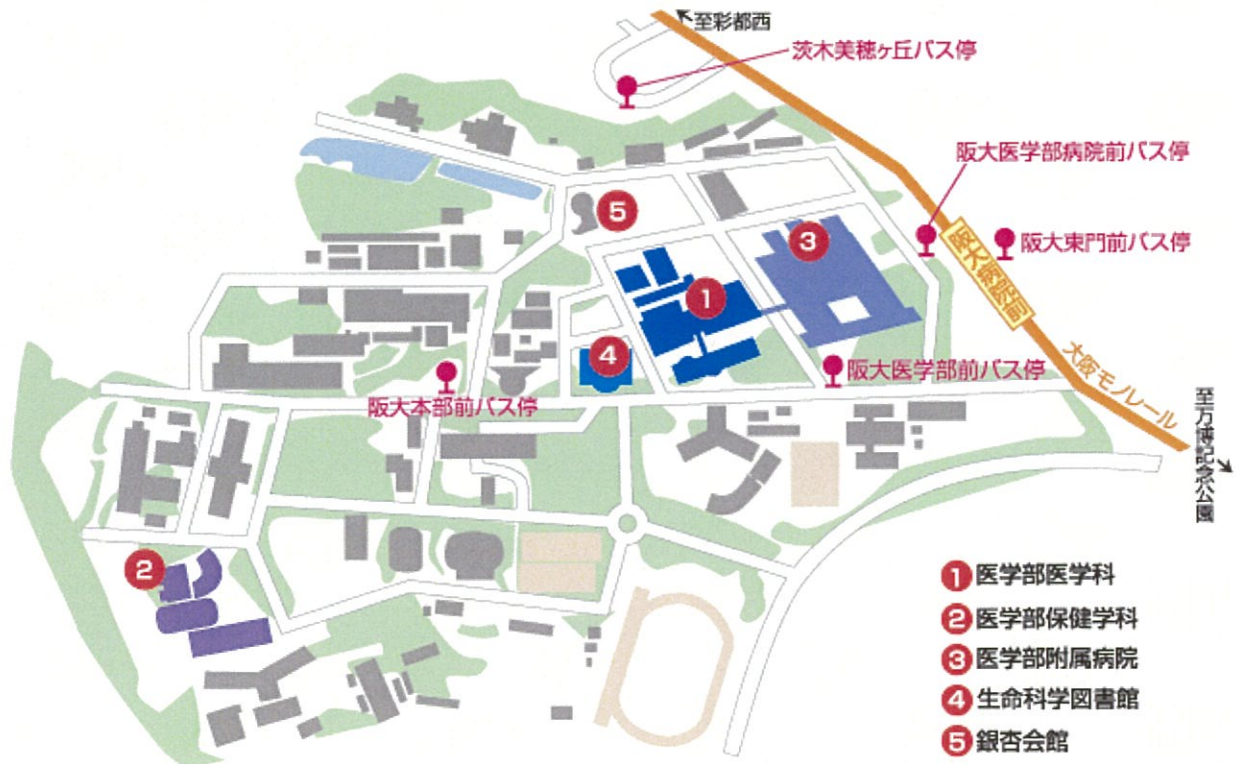 至彩都西
茨木美穂ヶ丘バス停
阪大医学部病院前バス停
阪大東門前バス停
阪大病院前
5
3
1
4
阪大医学部前バス停
大阪モノレール
阪大本部前バス停
至万博記念公園
2
1 医学部医学科
2 医学部保健学科
3 医学部附属病院
4 生命科学図書館
5 銀杏会館